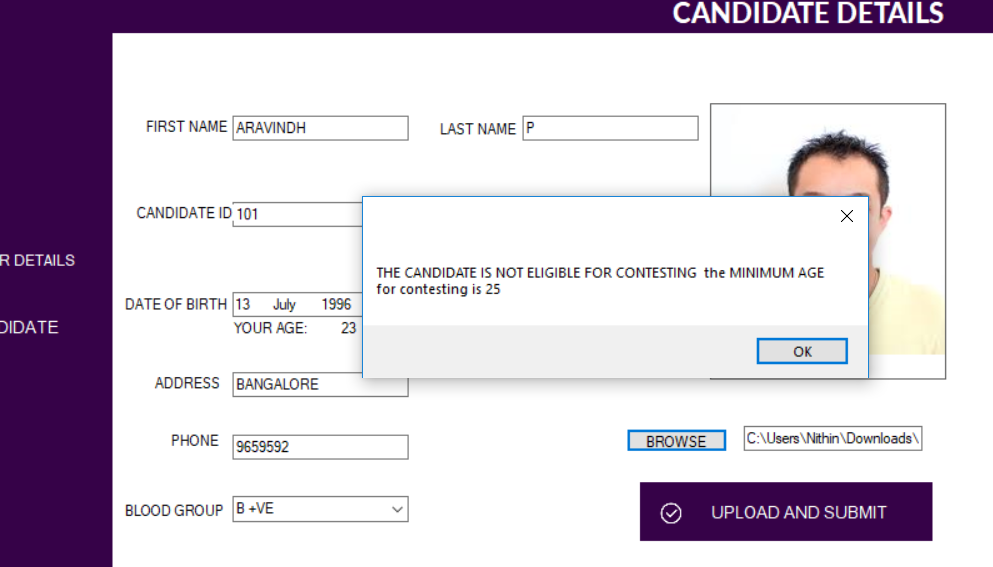 CANDIDATE DETAILS
FIRST NAME ARAVINDH LAST NAME P
CANDIDATE ID 101
R DETAILS
DIDATE
THE CANDIDATE IS NOT ELIGIBLE FOR CONTESTING the MINIMUM AGE
for contesting is 25
OK
DATE OF BIRTH 13 July 1996
YOUR AGE: 23
ADDRESS BANGALORE
PHONE 9659592
BROWSE C:\Users\Nithin\Downloads\
BLOOD GROUP B +VE
UPLOAD AND SUBMIT